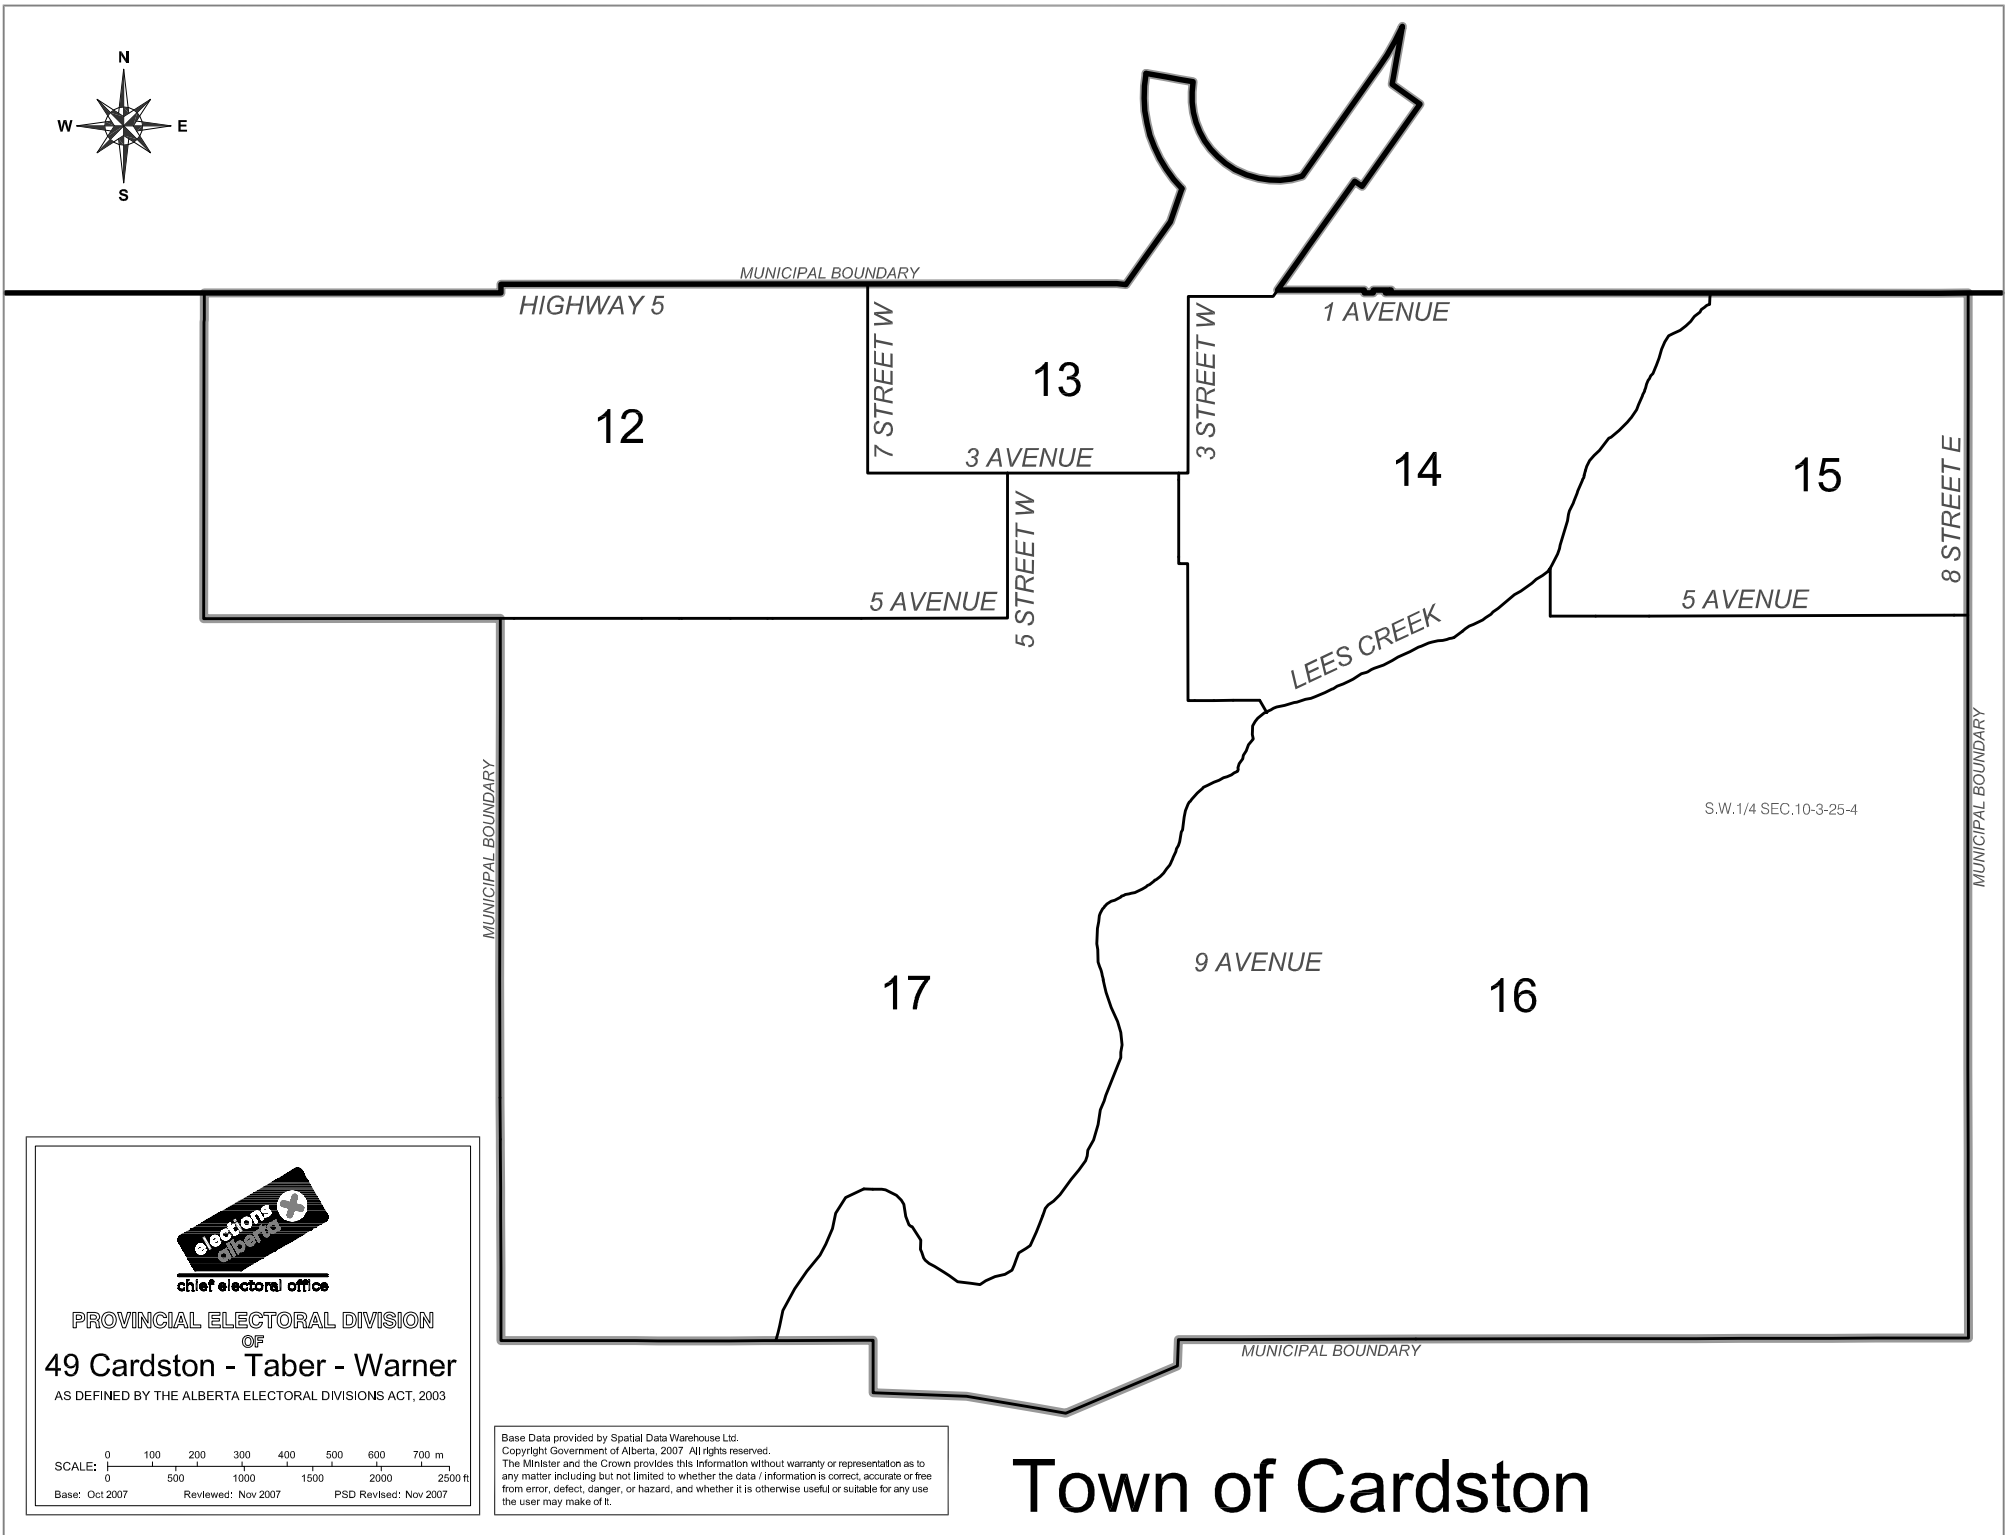 N
W E
S
MUNICIPAL BOUNDARY
HIGHWAY 5
1 AVENUE
7 STREET W
3 STREET W
13
12
3 AVENUE
14
15
8 STREET E
5 STREET W
5 AVENUE
5 AVENUE
LEES CREEK
MUNICIPAL BOUNDARY
MUNICIPAL BOUNDARY
S.W.1/4 SEC.10-3-25-4
9 AVENUE
17
16
MUNICIPAL BOUNDARY
elections
alberta
chief electoral office
PROVINCIAL ELECTORAL DIVISION
OF
49 Cardston - Taber - Warner
AS DEFINED BY THE ALBERTA ELECTORAL DIVISIONS ACT, 2003
0 100 200 300 400 500 600 700 m
SCALE:
0 500 1000 1500 2000 2500 ft
Base: Oct 2007 Reviewed: Nov 2007 PSD Revised: Nov 2007
Base Data provided by Spatial Data Warehouse Ltd.
Copyright Government of Alberta, 2007 All rights reserved.
The Minister and the Crown provides this information without warranty or representation as to
any matter including but not limited to whether the data / information is correct, accurate or free
from error, defect, danger, or hazard, and whether it is otherwise useful or suitable for any use
the user may make of it.
Town of Cardston